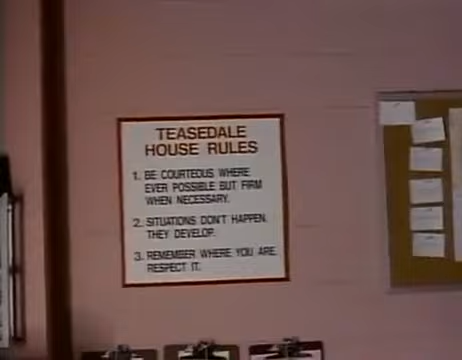 TEASEDALE
HOUSE RULES
1. BE COURTEOUS WHERE
EVER POSSIBLE BUT FIRM
WHEN NECESSARY.
2. SITUATIONS DON'T HAPPEN.
THEY DEVELOP.
3. REMEMBER WHERE YOU ARE.
RESPECT IT.